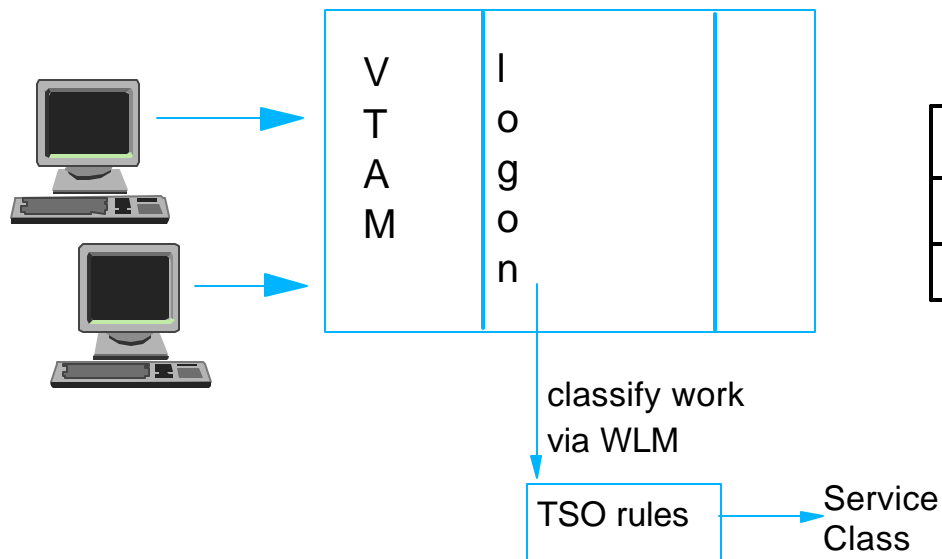 V
T
A
M
l
o
g
o
n
classify work
via WLM
TSO rules
Service
Class